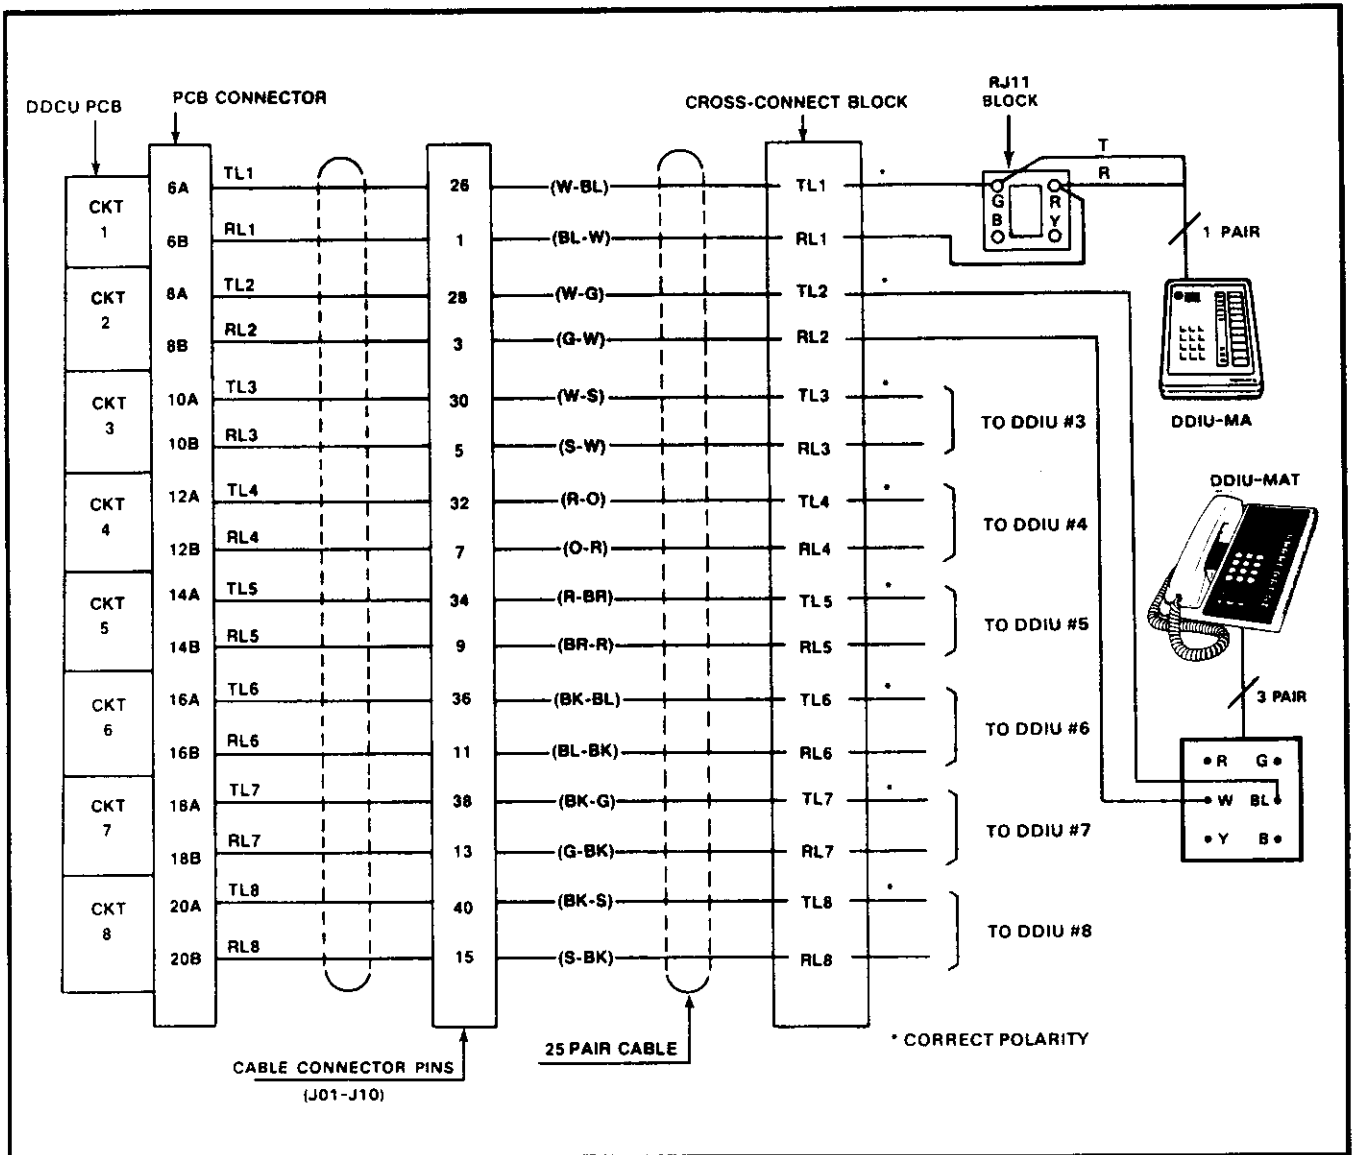 DDCU PCB
PCB CONNECTOR
CROSS-CONNECT BLOCK
RJ11
BLOCK
CKT
1
6A TL1 26 (W-BL) TL1 *
6B RL1 1 (BL-W) RL1
G R
B Y
T
R
1 PAIR
DDIU-MA
CKT
2
8A TL2 28 (W-G) TL2 *
8B RL2 3 (G-W) RL2
CKT
3
10A TL3 30 (W-S) TL3 *
10B RL3 5 (S-W) RL3
TO DDIU #3
CKT
4
12A TL4 32 (R-O) TL4 *
12B RL4 7 (O-R) RL4
TO DDIU #4
DDIU-MAT
CKT
5
14A TL5 34 (R-BR) TL5 *
14B RL5 9 (BR-R) RL5
TO DDIU #5
CKT
6
16A TL6 36 (BK-BL) TL6 *
16B RL6 11 (BL-BK) RL6
TO DDIU #6
3 PAIR
R G
W BL
Y B
CKT
7
18A TL7 38 (BK-G) TL7 *
18B RL7 13 (G-BK) RL7
TO DDIU #7
CKT
8
20A TL8 40 (BK-S) TL8 *
20B RL8 15 (S-BK) RL8
TO DDIU #8
* CORRECT POLARITY
25 PAIR CABLE
CABLE CONNECTOR PINS
(J01-J10)